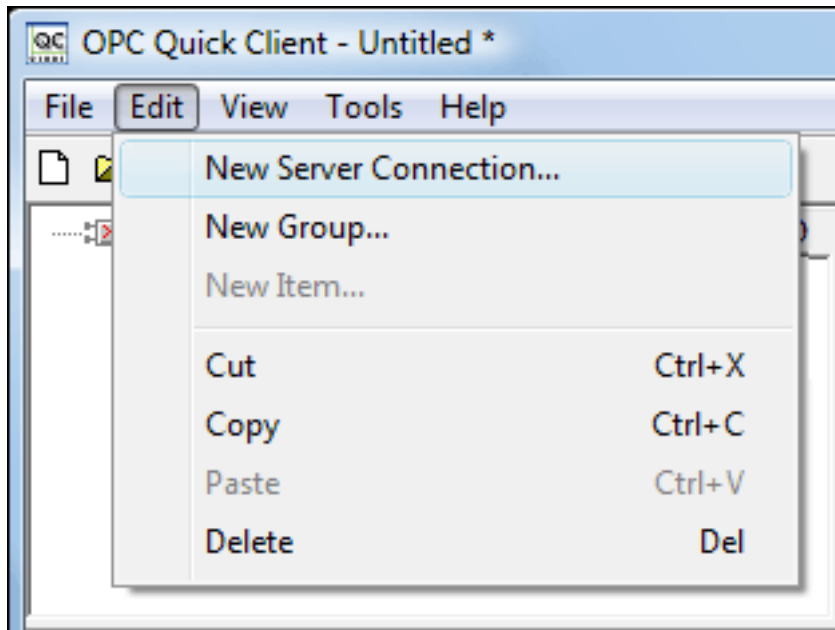 QC OPC Quick Client - Untitled *
File Edit View Tools Help
New Server Connection...
New Group...
New Item...
Cut Ctrl+X
Copy Ctrl+C
Paste Ctrl+V
Delete Del